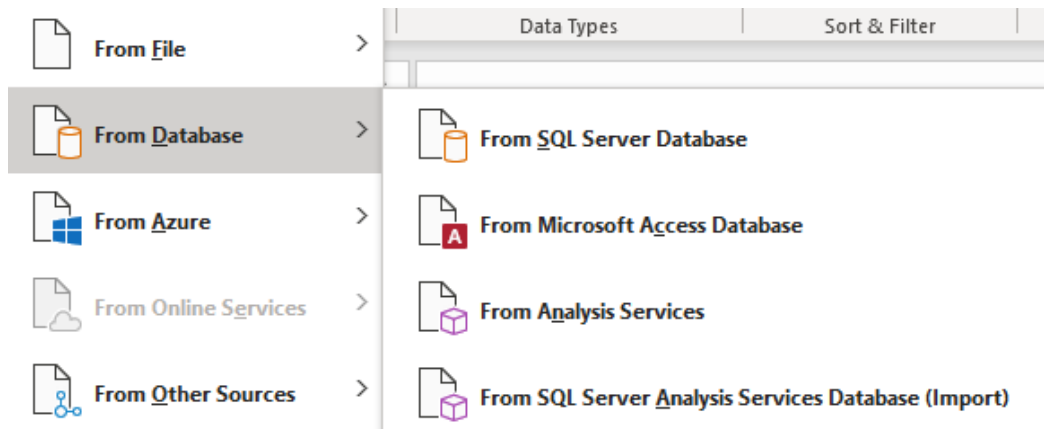 Data Types
Sort & Filter
From File
From Database
From Azure
From Online Services
From Other Sources
From SQL Server Database
From Microsoft Access Database
A
From Analysis Services
From SQL Server Analysis Services Database (Import)